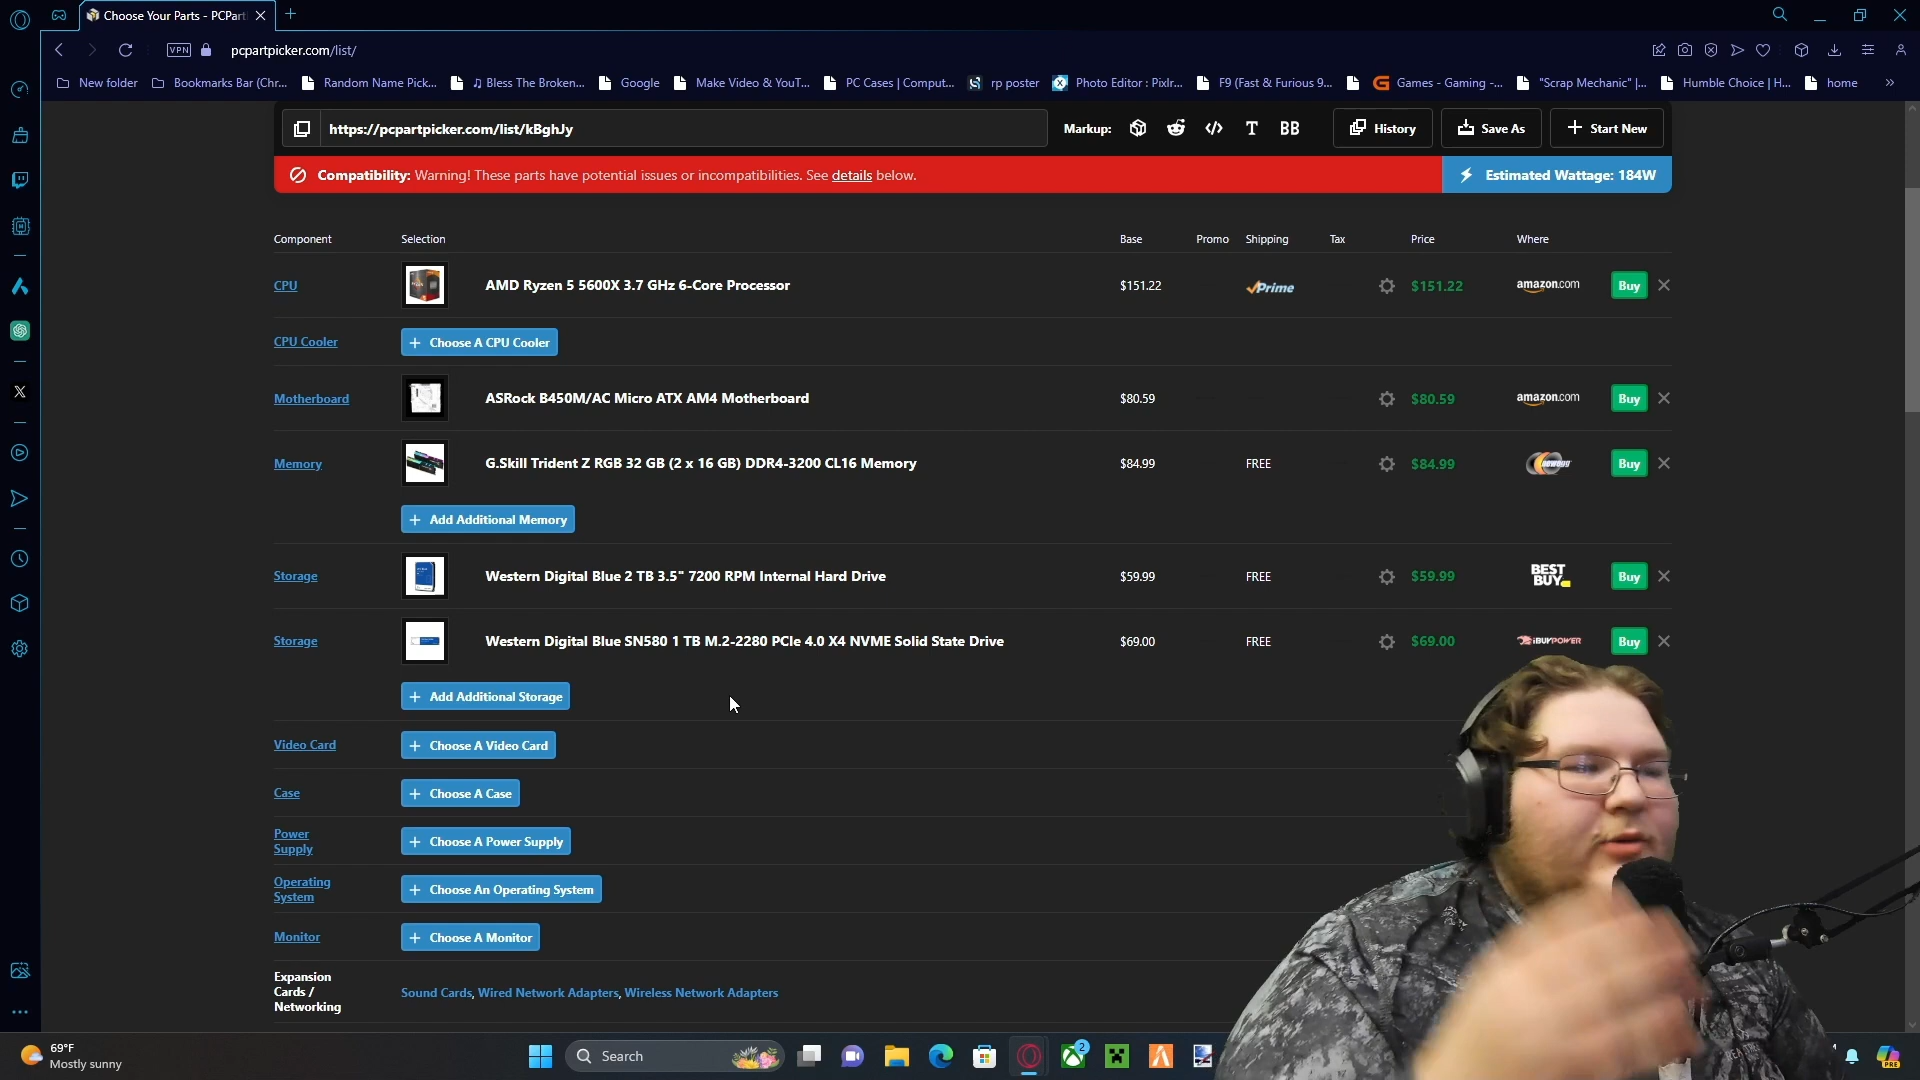 Choose Your Parts - PCPart
VPN
pcpartpicker.com/list/
New folder
Bookmarks Bar (Chr...
Random Name Pick...
♫ Bless The Broken...
Google
Make Video & YouT...
PC Cases | Comput...
rp poster
Photo Editor : Pixlr...
F9 (Fast & Furious 9...
Games - Gaming -...
"Scrap Mechanic" |...
Humble Choice | H...
home
https://pcpartpicker.com/list/kBghJy
Markup:
T
BB
History
Save As
Start New
Compatibility: Warning! These parts have potential issues or incompatibilities. See details below.
Estimated Wattage: 184W
Component Selection Base Promo Shipping Tax Price Where
CPU AMD Ryzen 5 5600X 3.7 GHz 6-Core Processor $151.22 Prime $151.22 amazon.com Buy
CPU Cooler + Choose A CPU Cooler
Motherboard ASRock B450M/AC Micro ATX AM4 Motherboard $80.59 $80.59 amazon.com Buy
Memory G.Skill Trident Z RGB 32 GB (2 x 16 GB) DDR4-3200 CL16 Memory $84.99 FREE $84.99 newegg Buy
+ Add Additional Memory
Storage Western Digital Blue 2 TB 3.5" 7200 RPM Internal Hard Drive $59.99 FREE $59.99 BEST BUY Buy
Storage Western Digital Blue SN580 1 TB M.2-2280 PCIe 4.0 X4 NVME Solid State Drive $69.00 FREE $69.00 iBUYPOWER Buy
+ Add Additional Storage
Video Card + Choose A Video Card
Case + Choose A Case
Power
Supply
+ Choose A Power Supply
Operating
System
+ Choose An Operating System
Monitor + Choose A Monitor
Expansion
Cards /
Networking
Sound Cards, Wired Network Adapters, Wireless Network Adapters
69°F
Mostly sunny
Search
2
PRE